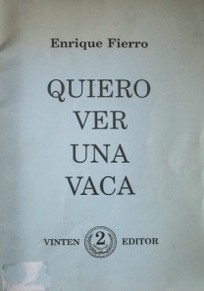 Enrique Fierro
QUIERO
VER
UNA
VACA
VINTEN 2 EDITOR